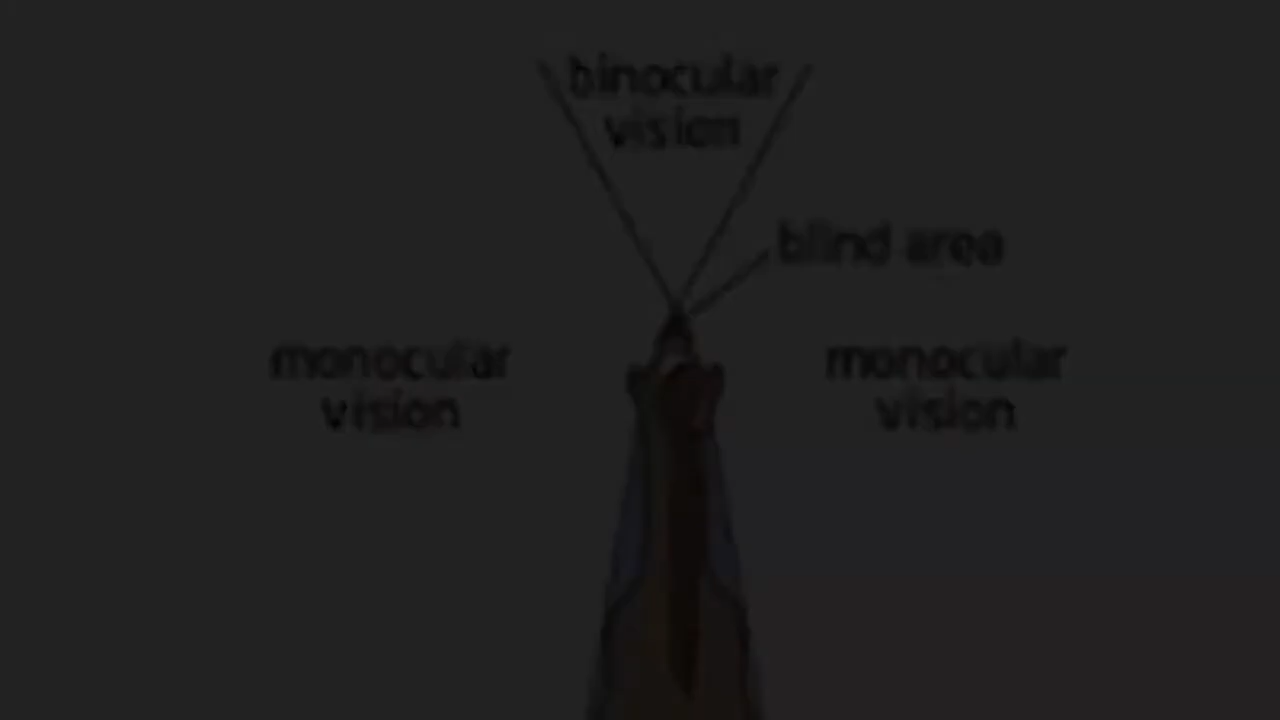 binocular
vision
blind area
monocular
vision
monocular
vision